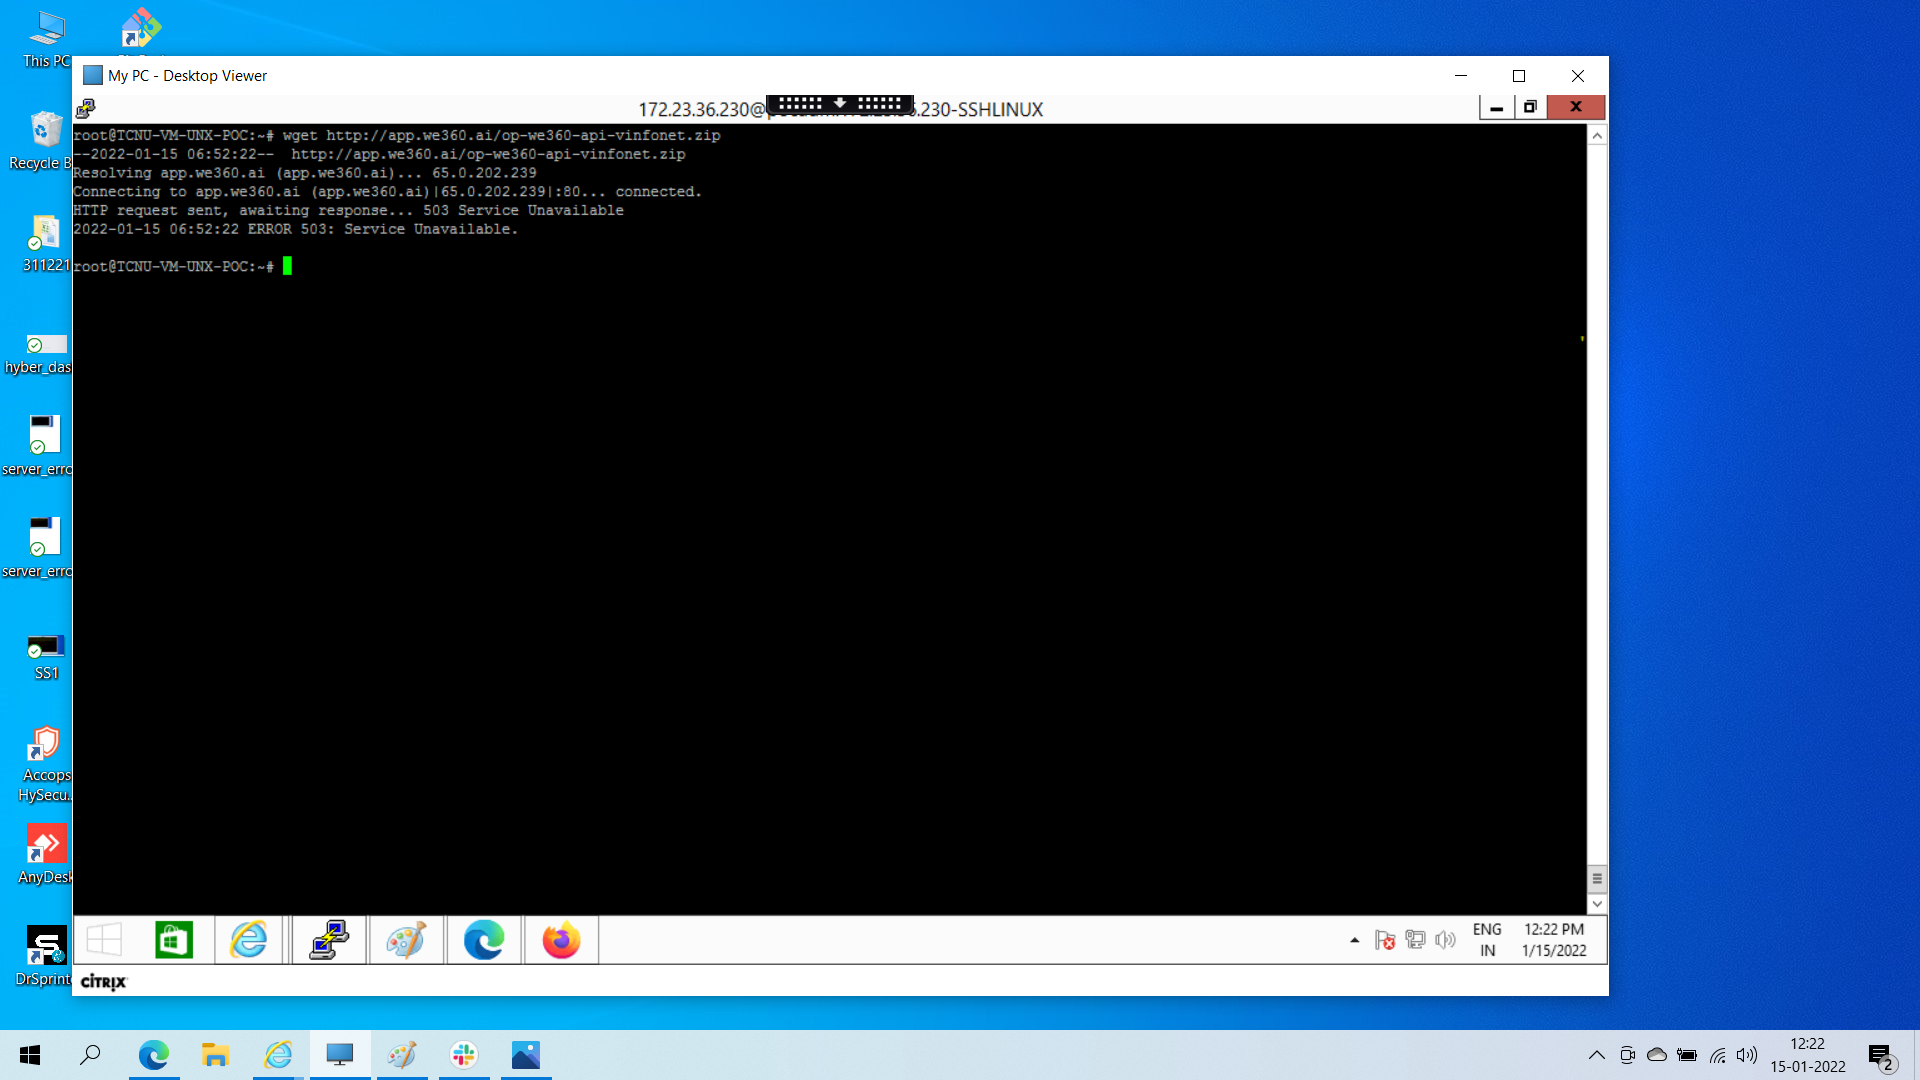 This PC
My PC - Desktop Viewer
172.23.36.230@
.230-SSHLINUX
Recycle B
311221
hyber_das
server_erro
server_erro
SS1
Accops
HySecu...
AnyDesk
DrSprint
root@TCNU-VM-UNX-POC:~# wget http://app.we360.ai/op-we360-api-vinfonet.zip
--2022-01-15 06:52:22--  http://app.we360.ai/op-we360-api-vinfonet.zip
Resolving app.we360.ai (app.we360.ai)... 65.0.202.239
Connecting to app.we360.ai (app.we360.ai)|65.0.202.239|:80... connected.
HTTP request sent, awaiting response... 503 Service Unavailable
2022-01-15 06:52:22 ERROR 503: Service Unavailable.
root@TCNU-VM-UNX-POC:~#
ENG
IN
12:22 PM
1/15/2022
CITRIX
12:22
15-01-2022
2